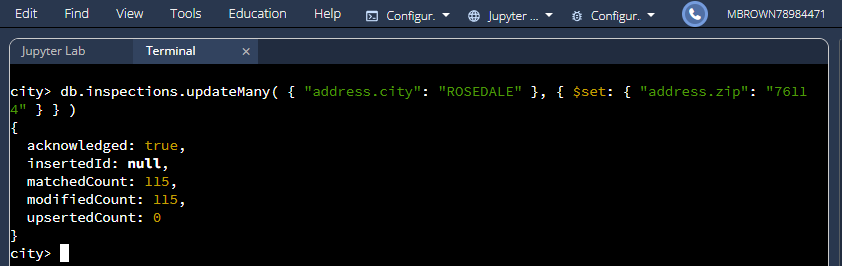 Edit Find View Tools Education Help Configur. Jupyter ... Configur. MBROWN78984471
Jupyter Lab Terminal ×
city> db.inspections.updateMany( { "address.city": "ROSEDALE" }, { $set: { "address.zip": "7611
4" } } )
{
  acknowledged: true,
  insertedId: null,
  matchedCount: 115,
  modifiedCount: 115,
  upsertedCount: 0
}
city>